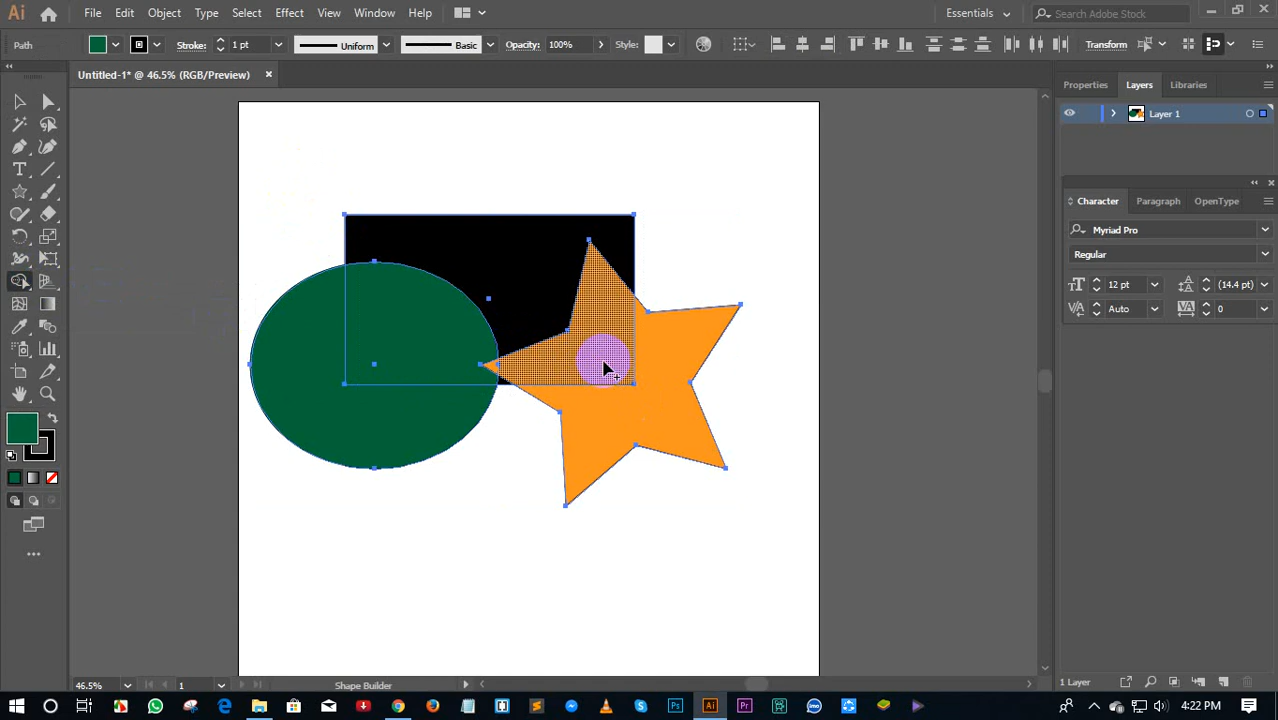 Ai File Edit Object Type Select Effect View Window Help Essentials Search Adobe Stock
Path Stroke: 1 pt Uniform Basic Opacity: 100% Style: Transform
Untitled-1* @ 46.5% (RGB/Preview)
Properties Layers Libraries
Layer 1
Character Paragraph OpenType
Myriad Pro
Regular
12 pt (14.4 pt)
Auto 0
46.5% 1 Shape Builder 1 Layer
4:22 PM